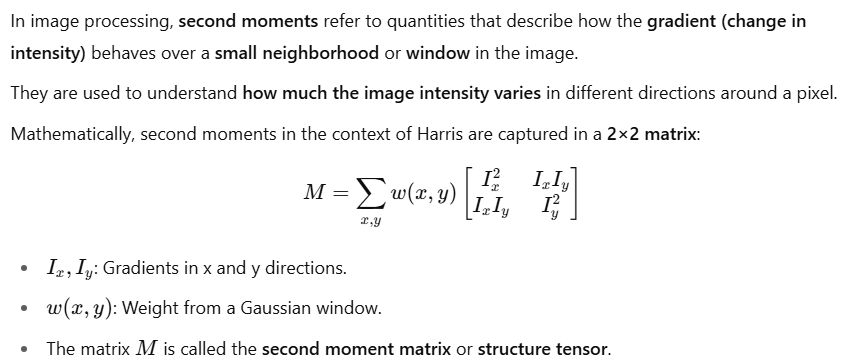 In image processing, second moments refer to quantities that describe how the gradient (change in
intensity) behaves over a small neighborhood or window in the image.
They are used to understand how much the image intensity varies in different directions around a pixel.
Mathematically, second moments in the context of Harris are captured in a 2×2 matrix:
M = ∑_{x,y} w(x, y) [I_x^2 I_xI_y; I_xI_y I_y^2]
• I_x, I_y: Gradients in x and y directions.
• w(x, y): Weight from a Gaussian window.
• The matrix M is called the second moment matrix or structure tensor.